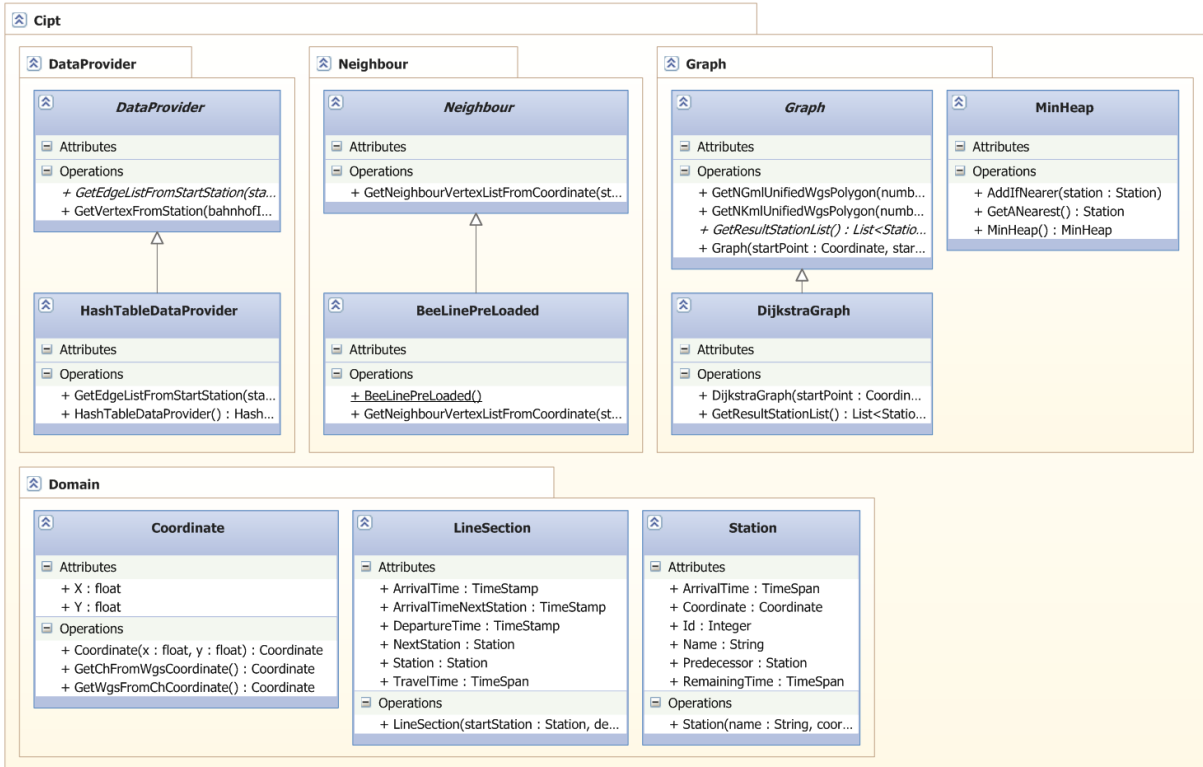 Cipt
DataProvider
DataProvider
Attributes
Operations
+ GetEdgeListFromStartStation(sta...
+ GetVertexFromStation(bahnhofI...
HashTableDataProvider
Attributes
Operations
+ GetEdgeListFromStartStation(sta...
+ HashTableDataProvider() : Hash...
Neighbour
Neighbour
Attributes
Operations
+ GetNeighbourVertexListFromCoordinate(st...
BeeLinePreLoaded
Attributes
Operations
+ BeeLinePreLoaded()
+ GetNeighbourVertexListFromCoordinate(st...
Graph
Graph
Attributes
Operations
+ GetNGmlUnifiedWgsPolygon(numb...
+ GetNKmlUnifiedWgsPolygon(numb...
+ GetResultStationList() : List<Statio...
+ Graph(startPoint : Coordinate, star...
DijkstraGraph
Attributes
Operations
+ DijkstraGraph(startPoint : Coordin...
+ GetResultStationList() : List<Statio...
MinHeap
Attributes
Operations
+ AddIfNearer(station : Station)
+ GetANearest() : Station
+ MinHeap() : MinHeap
Domain
Coordinate
Attributes
+ X : float
+ Y : float
Operations
+ Coordinate(x : float, y : float) : Coordinate
+ GetChFromWgsCoordinate() : Coordinate
+ GetWgsFromChCoordinate() : Coordinate
LineSection
Attributes
+ ArrivalTime : TimeStamp
+ ArrivalTimeNextStation : TimeStamp
+ DepartureTime : TimeStamp
+ NextStation : Station
+ Station : Station
+ TravelTime : TimeSpan
Operations
+ LineSection(startStation : Station, de...
Station
Attributes
+ ArrivalTime : TimeSpan
+ Coordinate : Coordinate
+ Id : Integer
+ Name : String
+ Predecessor : Station
+ RemainingTime : TimeSpan
Operations
+ Station(name : String, coor...